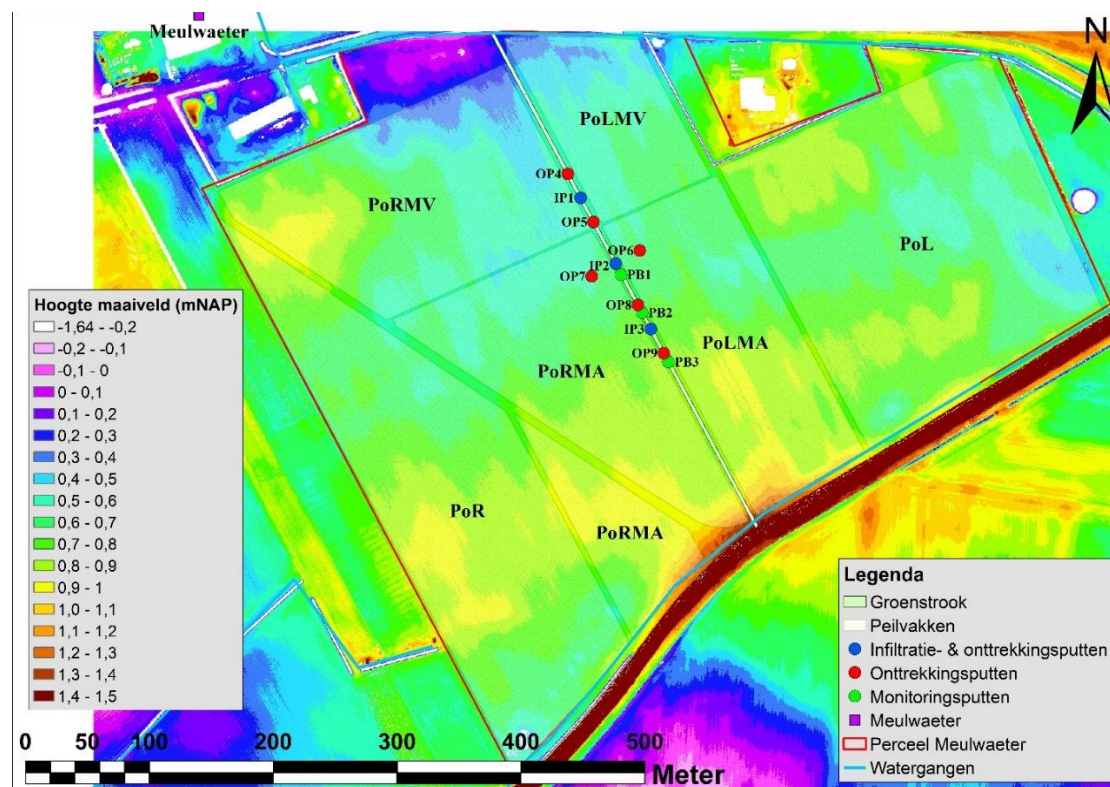 Meulwaeter
N
PoLMV
OP4
IP1
PoRMV
OP5
OP6
PoL
IP2
OP7
PB1
OP8
PB2
IP3
PoLMA
OP9
PB3
PoRMA
PoR
PoRMA
Hoogte maaiveld (mNAP)
-1,64 - -0,2
-0,2 - -0,1
-0,1 - 0
0 - 0,1
0,1 - 0,2
0,2 - 0,3
0,3 - 0,4
0,4 - 0,5
0,5 - 0,6
0,6 - 0,7
0,7 - 0,8
0,8 - 0,9
0,9 - 1
1,0 - 1,1
1,1 - 1,2
1,2 - 1,3
1,3 - 1,4
1,4 - 1,5
Legenda
Groenstrook
Peilvakken
Infiltratie- & onttrekkingsputten
Onttrekkingsputten
Monitoringsputten
Meulwaeter
Perceel Meulwaeter
Watergangen
0 50 100 200 300 400 500
Meter